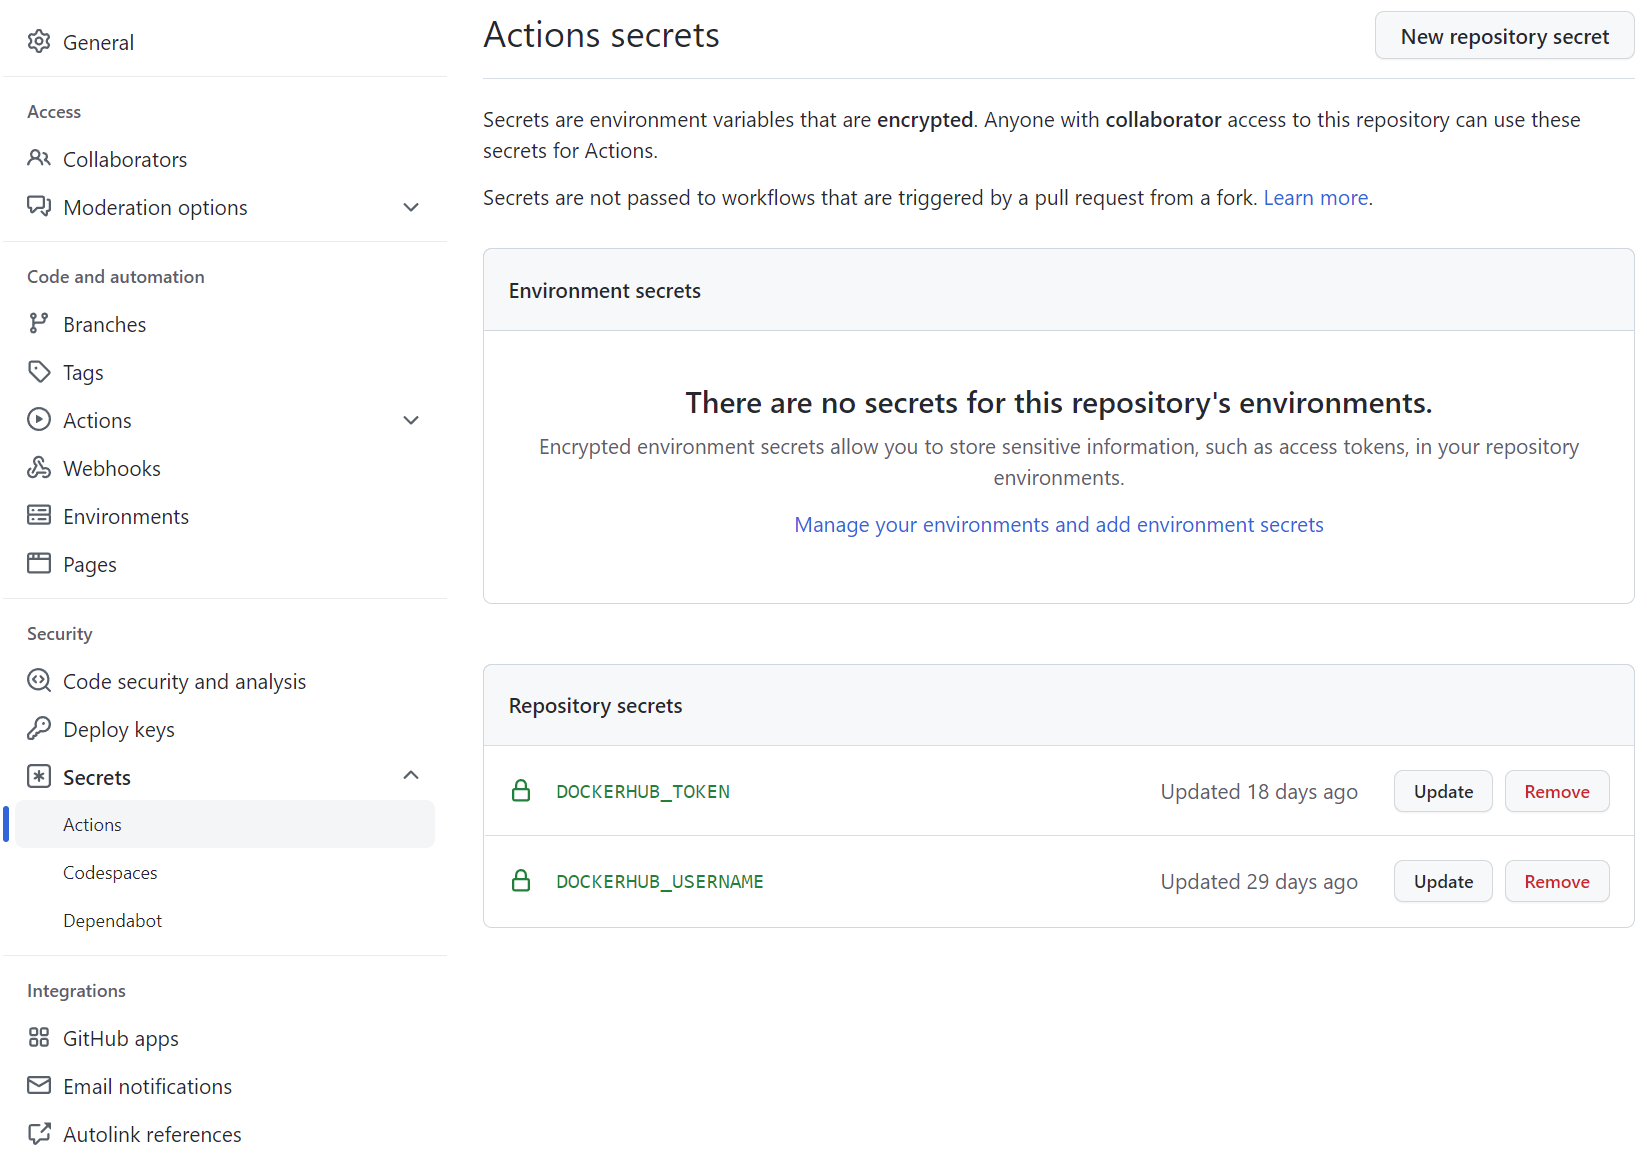 General
Access
Collaborators
Moderation options
Code and automation
Branches
Tags
Actions
Webhooks
Environments
Pages
Security
Code security and analysis
Deploy keys
Secrets
Actions
Codespaces
Dependabot
Integrations
GitHub apps
Email notifications
Autolink references
Actions secrets
New repository secret
Secrets are environment variables that are encrypted. Anyone with collaborator access to this repository can use these
secrets for Actions.
Secrets are not passed to workflows that are triggered by a pull request from a fork. Learn more.
Environment secrets
There are no secrets for this repository's environments.
Encrypted environment secrets allow you to store sensitive information, such as access tokens, in your repository
environments.
Manage your environments and add environment secrets
Repository secrets
DOCKERHUB_TOKEN Updated 18 days ago Update Remove
DOCKERHUB_USERNAME Updated 29 days ago Update Remove